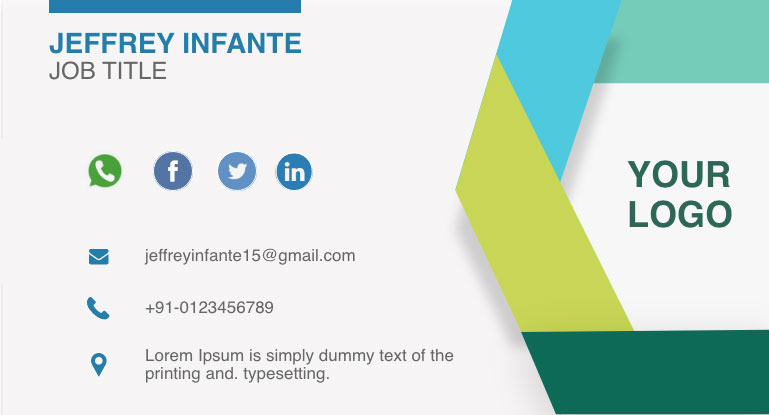 JEFFREY INFANTE
JOB TITLE
YOUR
LOGO
jeffreyinfante15@gmail.com
+91-0123456789
Lorem Ipsum is simply dummy text of the
printing and. typesetting.